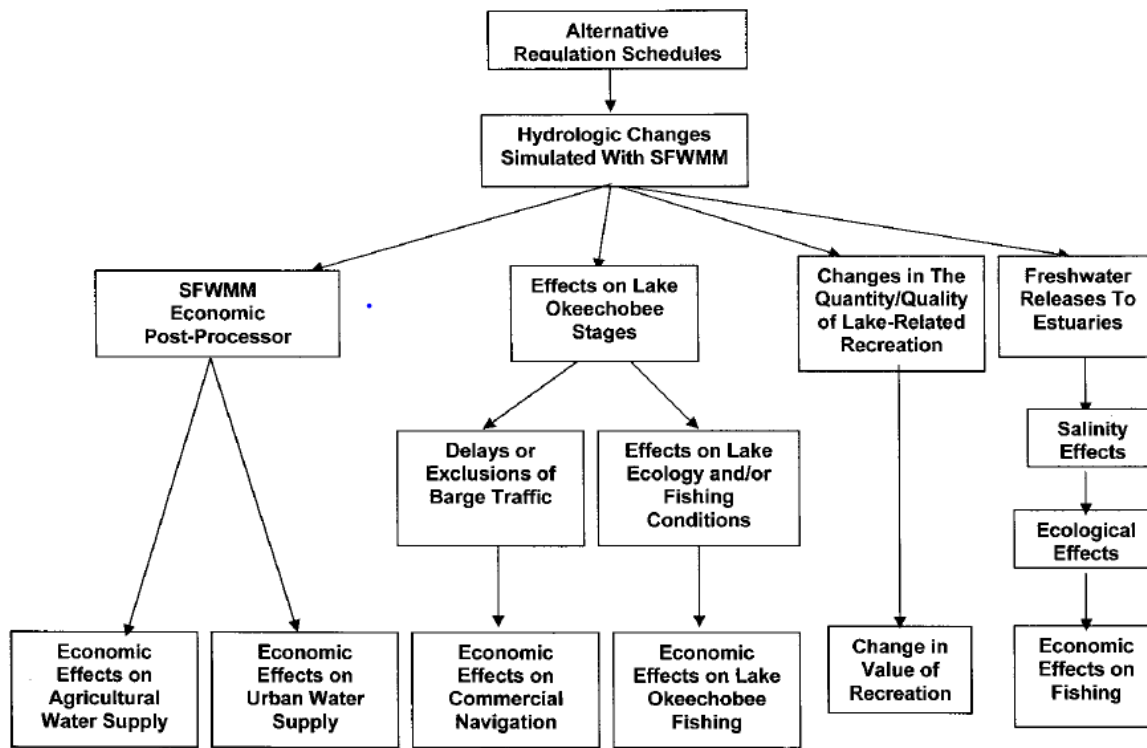 Alternative
Regulation Schedules
Hydrologic Changes
Simulated With SFWMM
SFWMM
Economic
Post-Processor
Effects on Lake
Okeechobee
Stages
Changes in The
Quantity/Quality
of Lake-Related
Recreation
Freshwater
Releases To
Estuaries
Delays or
Exclusions of
Barge Traffic
Effects on Lake
Ecology and/or
Fishing
Conditions
Salinity
Effects
Ecological
Effects
Economic
Effects on
Agricultural
Water Supply
Economic
Effects on
Urban Water
Supply
Economic
Effects on
Commercial
Navigation
Economic
Effects on Lake
Okeechobee
Fishing
Change in
Value of
Recreation
Economic
Effects on
Fishing